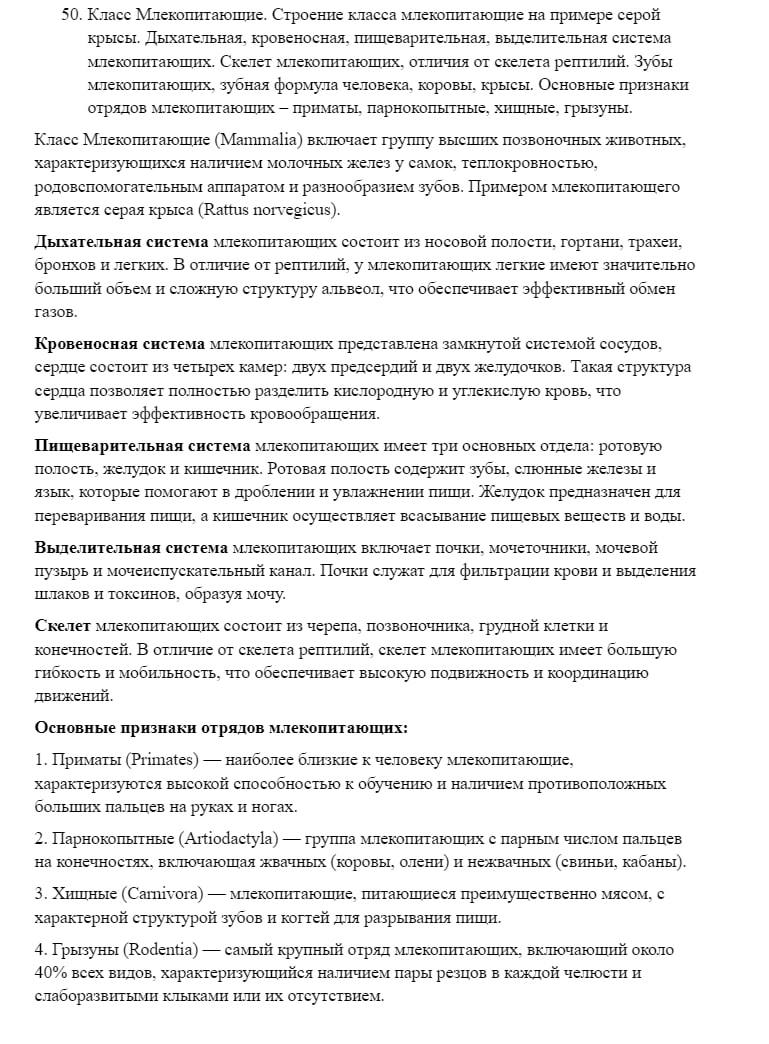 50. Класс Млекопитающие. Строение класса млекопитающие на примере серой
крысы. Дыхательная, кровеносная, пищеварительная, выделительная система
млекопитающих. Скелет млекопитающих, отличия от скелета рептилий. Зубы
млекопитающих, зубная формула человека, коровы, крысы. Основные признаки
отрядов млекопитающих – приматы, парнокопытные, хищные, грызуны.
Класс Млекопитающие (Mammalia) включает группу высших позвоночных животных,
характеризующихся наличием молочных желез у самок, теплокровностью,
родовспомогательным аппаратом и разнообразием зубов. Примером млекопитающего
является серая крыса (Rattus norvegicus).
Дыхательная система млекопитающих состоит из носовой полости, гортани, трахеи,
бронхов и легких. В отличие от рептилий, у млекопитающих легкие имеют значительно
больший объем и сложную структуру альвеол, что обеспечивает эффективный обмен
газов.
Кровеносная система млекопитающих представлена замкнутой системой сосудов,
сердце состоит из четырех камер: двух предсердий и двух желудочков. Такая структура
сердца позволяет полностью разделить кислородную и углекислую кровь, что
увеличивает эффективность кровообращения.
Пищеварительная система млекопитающих имеет три основных отдела: ротовую
полость, желудок и кишечник. Ротовая полость содержит зубы, слюнные железы и
язык, которые помогают в дроблении и увлажнении пищи. Желудок предназначен для
переваривания пищи, а кишечник осуществляет всасывание пищевых веществ и воды.
Выделительная система млекопитающих включает почки, мочеточники, мочевой
пузырь и мочеиспускательный канал. Почки служат для фильтрации крови и выделения
шлаков и токсинов, образуя мочу.
Скелет млекопитающих состоит из черепа, позвоночника, грудной клетки и
конечностей. В отличие от скелета рептилий, скелет млекопитающих имеет большую
гибкость и мобильность, что обеспечивает высокую подвижность и координацию
движений.
Основные признаки отрядов млекопитающих:
1. Приматы (Primates) — наиболее близкие к человеку млекопитающие,
характеризуются высокой способностью к обучению и наличием противоположных
больших пальцев на руках и ногах.
2. Парнокопытные (Artiodactyla) — группа млекопитающих с парным числом пальцев
на конечностях, включающая жвачных (коровы, олени) и нежвачных (свиньи, кабаны).
3. Хищные (Carnivora) — млекопитающие, питающиеся преимущественно мясом, с
характерной структурой зубов и когтей для разрывания пищи.
4. Грызуны (Rodentia) — самый крупный отряд млекопитающих, включающий около
40% всех видов, характеризующийся наличием пары резцов в каждой челюсти и
слаборазвитыми клыками или их отсутствием.